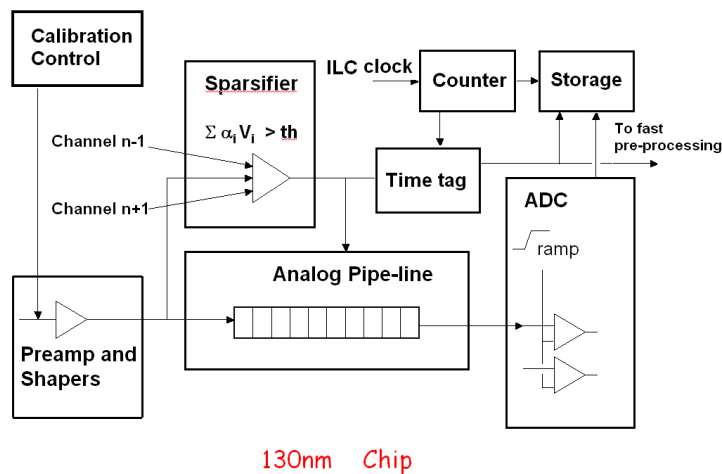 Calibration
Control
Sparsifier
Σ αᵢ Vᵢ > th
Channel n-1
Channel n+1
ILC clock
Counter
Storage
Time tag
To fast
pre-processing
ADC
ramp
Analog Pipe-line
Preamp and
Shapers
130nm Chip